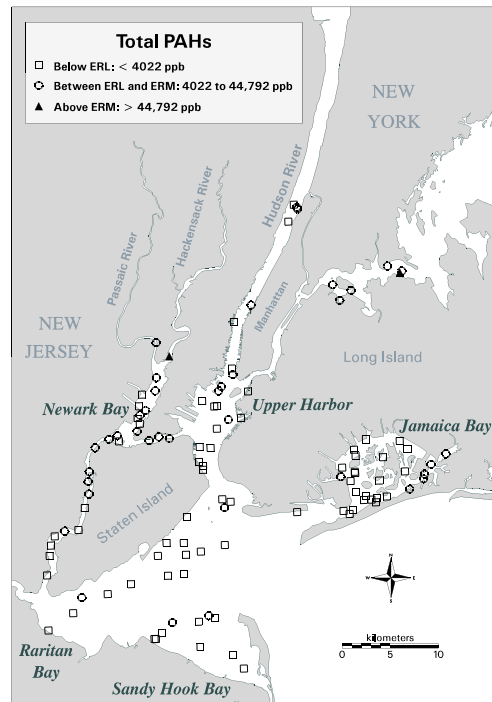 Total PAHs
Below ERL: < 4022 ppb
Between ERL and ERM: 4022 to 44,792 ppb
Above ERM: > 44,792 ppb
NEW
YORK
Hudson River
Hackensack River
Passaic River
Manhattan
NEW
JERSEY
Long Island
Newark Bay
Upper Harbor
Jamaica Bay
Staten Island
N
W
E
S
kilometers
0
5
10
Raritan
Bay
Sandy Hook Bay